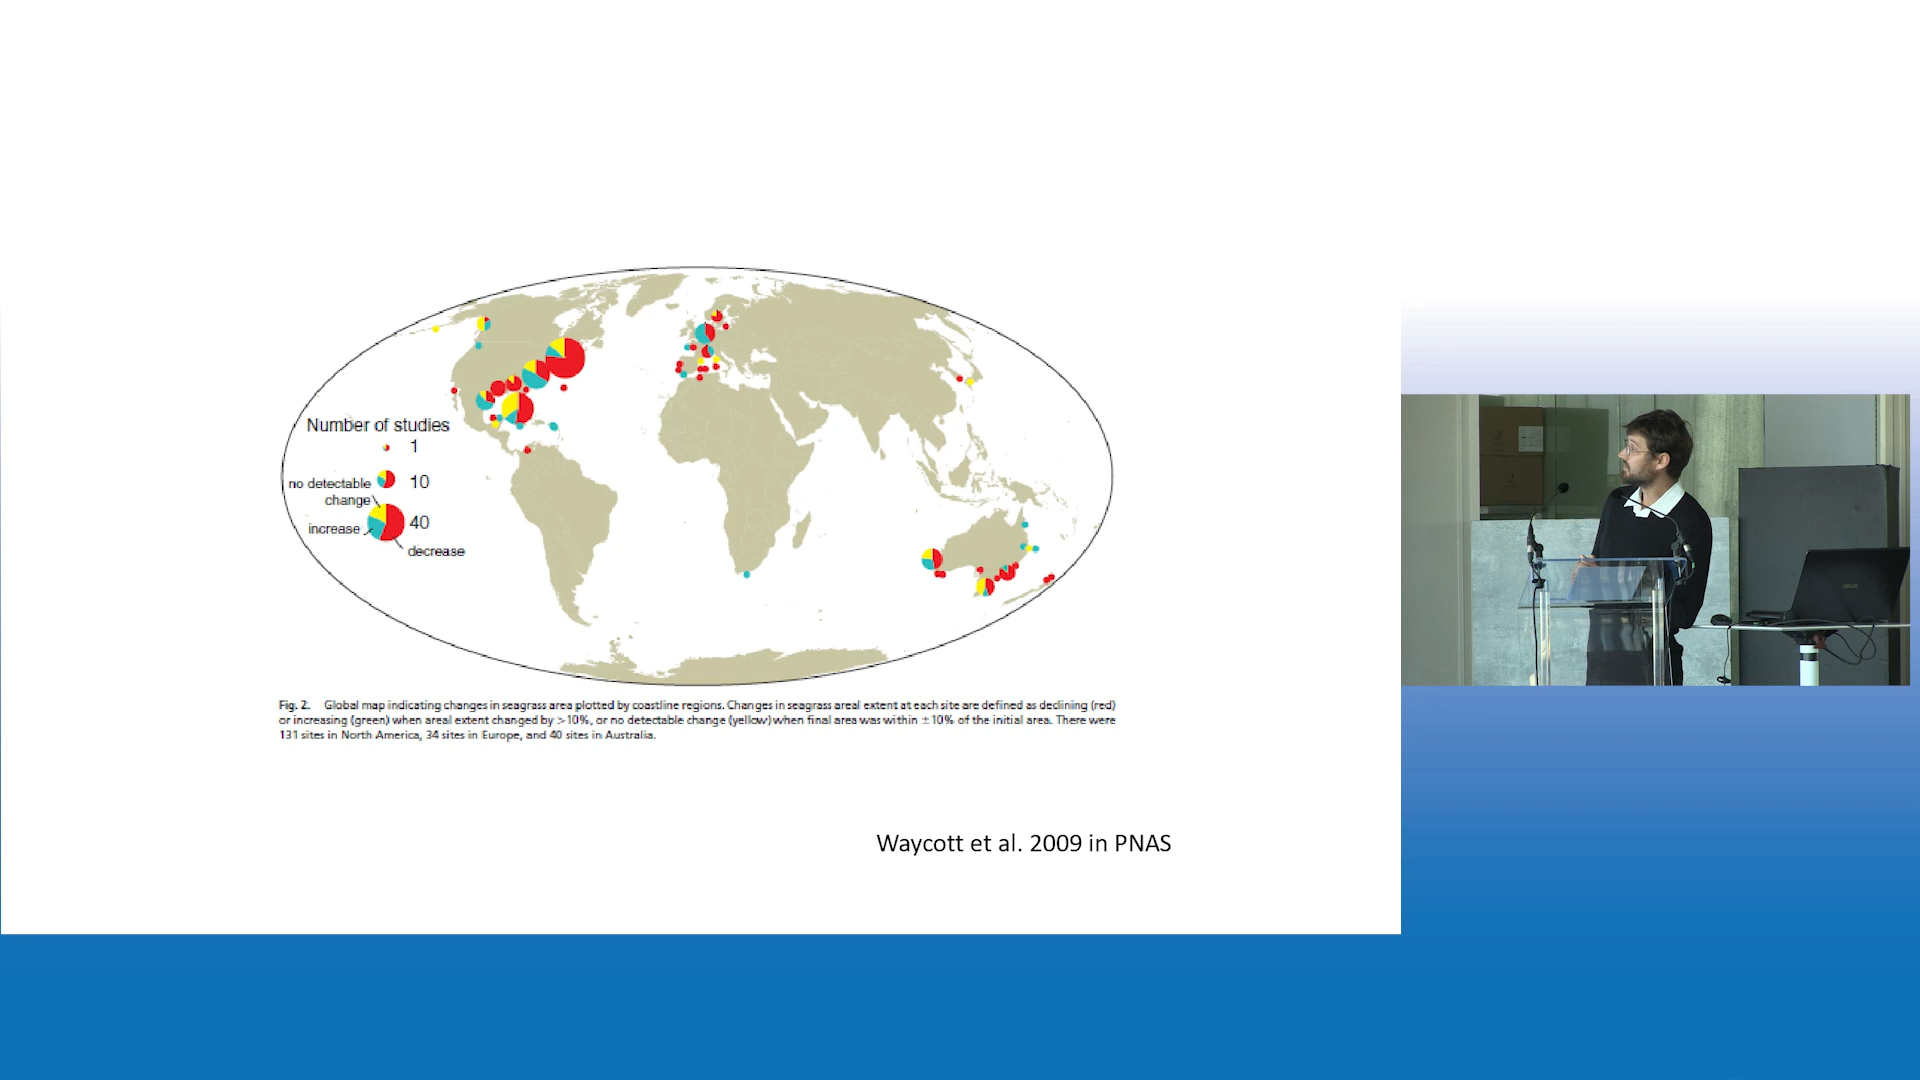 Number of studies
1
no detectable
change
10
increase
40
decrease
Fig. 2. Global map indicating changes in seagrass area plotted by coastline regions. Changes in seagrass areal extent at each site are defined as declining (red)
or increasing (green) when areal extent changed by >10%, or no detectable change (yellow) when final area was within ±10% of the initial area. There were
131 sites in North America, 34 sites in Europe, and 40 sites in Australia.
Waycott et al. 2009 in PNAS